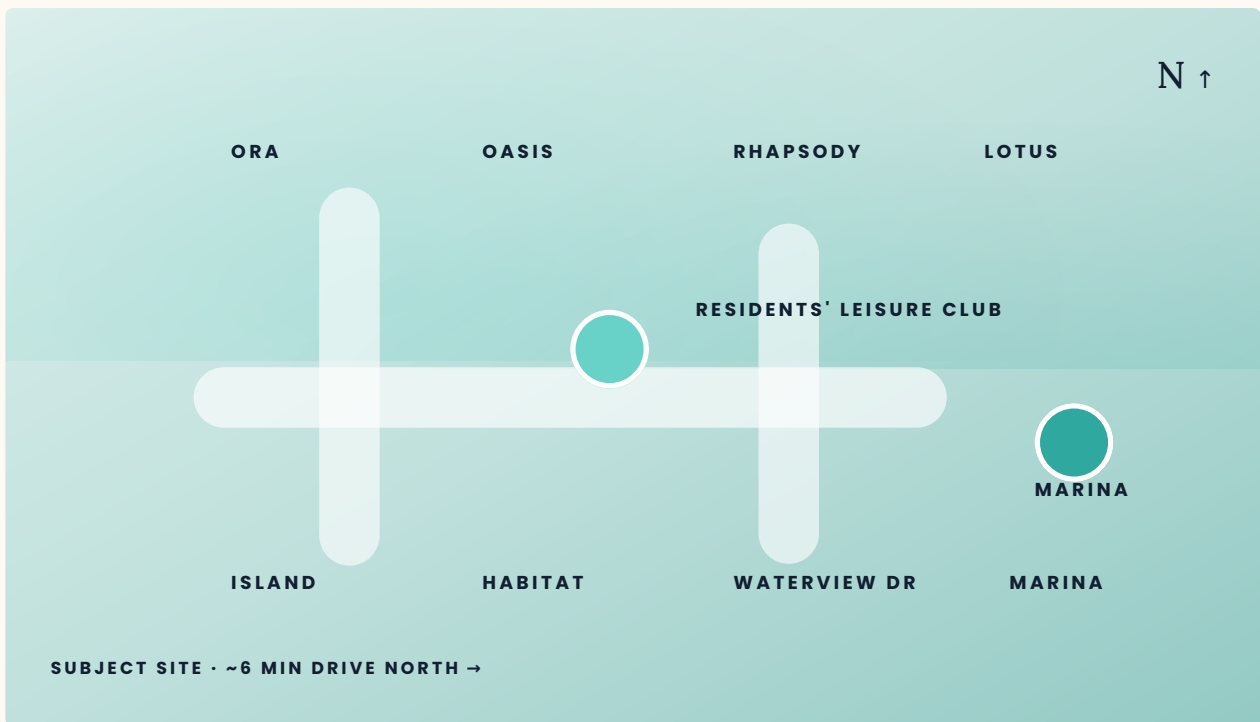 N ↑
ORA
OASIS
RHAPSODY
LOTUS
RESIDENTS' LEISURE CLUB
MARINA
ISLAND
HABITAT
WATERVIEW DR
MARINA
SUBJECT SITE · ~6 MIN DRIVE NORTH →